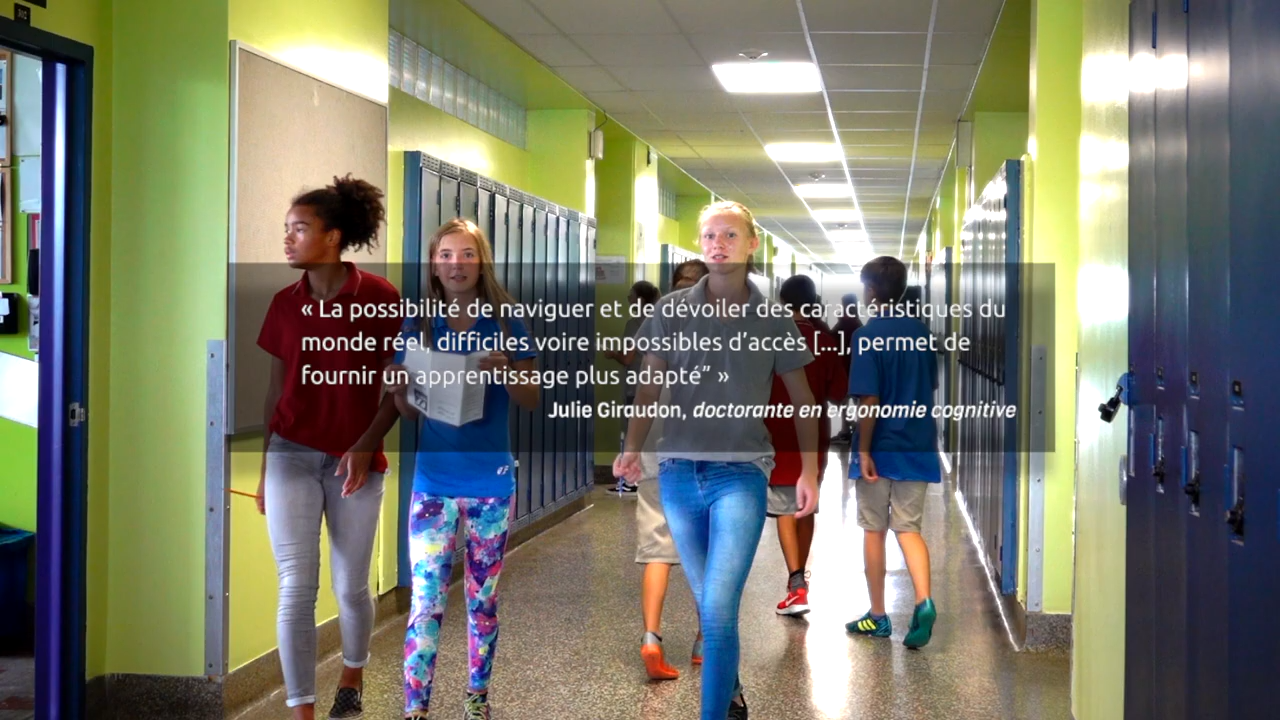 « La possibilité de naviguer et de dévoiler des caractéristiques du
monde réel, difficiles voire impossibles d’accès [...], permet de
fournir un apprentissage plus adapté” »
Julie Giraudon, doctorante en ergonomie cognitive